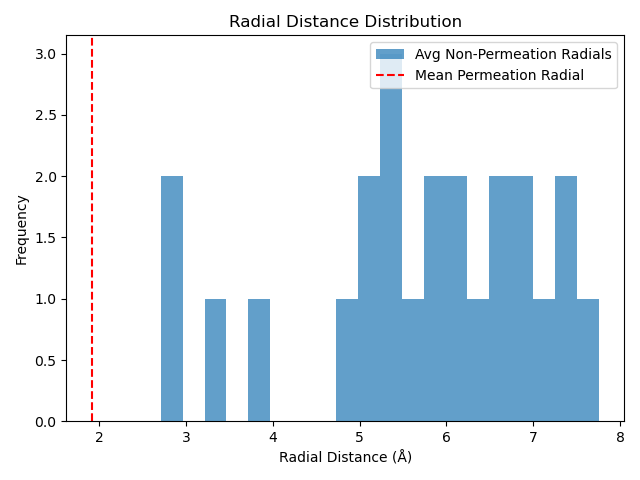 Radial Distance Distribution
Avg Non-Permeation Radials
Mean Permeation Radial
3.0
2.5
2.0
1.5
1.0
0.5
0.0
Frequency
2 3 4 5 6 7 8
Radial Distance (Å)